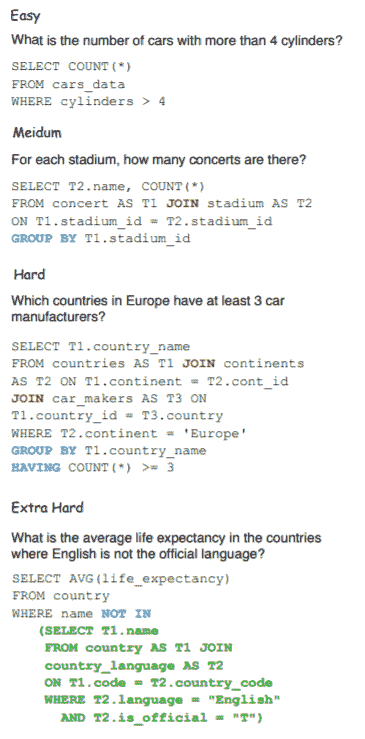 Easy
What is the number of cars with more than 4 cylinders?
SELECT COUNT(*)
FROM cars_data
WHERE cylinders > 4
Meidum
For each stadium, how many concerts are there?
SELECT T2.name, COUNT(*)
FROM concert AS T1 JOIN stadium AS T2
ON T1.stadium_id = T2.stadium_id
GROUP BY T1.stadium_id
Hard
Which countries in Europe have at least 3 car
manufacturers?
SELECT T1.country_name
FROM countries AS T1 JOIN continents
AS T2 ON T1.continent = T2.cont_id
JOIN car_makers AS T3 ON
T1.country_id = T3.country
WHERE T2.continent = 'Europe'
GROUP BY T1.country_name
HAVING COUNT(*) >= 3
Extra Hard
What is the average life expectancy in the countries
where English is not the official language?
SELECT AVG(life_expectancy)
FROM country
WHERE name NOT IN
(SELECT T1.name
FROM country AS T1 JOIN
country_language AS T2
ON T1.code = T2.country_code
WHERE T2.language = "English"
AND T2.is_official = "T")